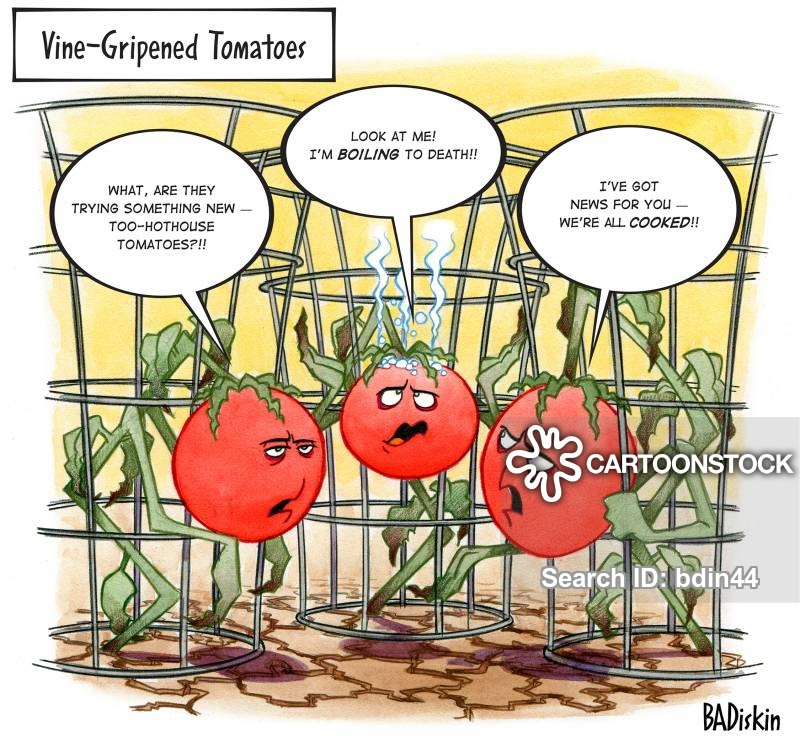 Vine-Gripened Tomatoes
WHAT, ARE THEY
TRYING SOMETHING NEW —
TOO-HOTHOUSE
TOMATOES?!!
LOOK AT ME!
I'M BOILING TO DEATH!!
I'VE GOT
NEWS FOR YOU —
WE'RE ALL COOKED!!
CARTOONSTOCK
Search ID: bdin44
BADiskin